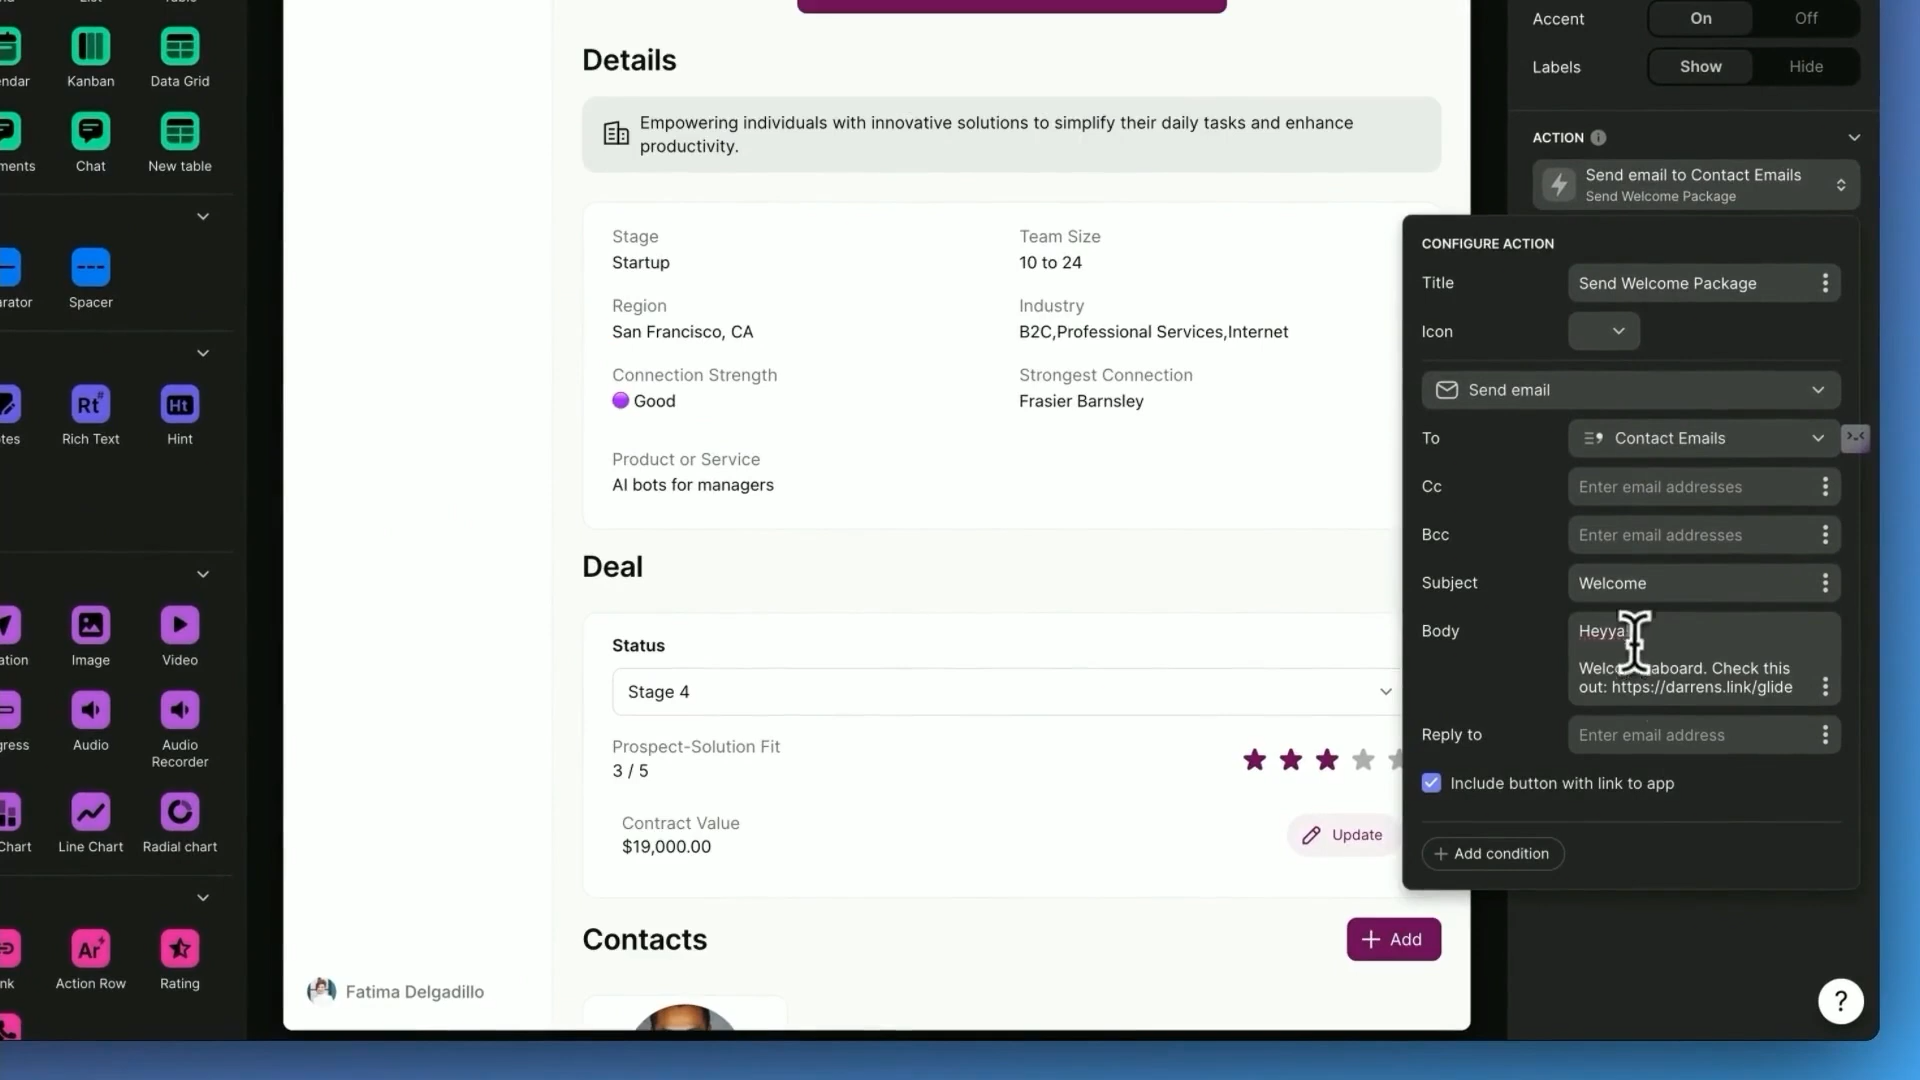 List
Table
endar
Kanban
Data Grid
ments
Chat
New table
arator
Spacer
Rt#
Ht
tes
Rich Text
Hint
ation
Image
Video
gress
Audio
Audio
Recorder
Chart
Line Chart
Radial chart
Ar
nk
Action Row
Rating
Details
Empowering individuals with innovative solutions to simplify their daily tasks and enhance
productivity.
Stage
Startup
Team Size
10 to 24
Region
San Francisco, CA
Industry
B2C,Professional Services,Internet
Connection Strength
Good
Strongest Connection
Frasier Barnsley
Product or Service
AI bots for managers
Deal
Status
Stage 4
Prospect-Solution Fit
3 / 5
Contract Value
$19,000.00
Update
Contacts
+ Add
Fatima Delgadillo
Accent
On
Off
Labels
Show
Hide
ACTION
Send email to Contact Emails
Send Welcome Package
CONFIGURE ACTION
Title
Send Welcome Package
Icon
Send email
To
Contact Emails
Cc
Enter email addresses
Bcc
Enter email addresses
Subject
Welcome
Body
Heyya
aboard. Check this
out: https://darrens.link/glide
Reply to
Enter email address
Include button with link to app
+ Add condition
?